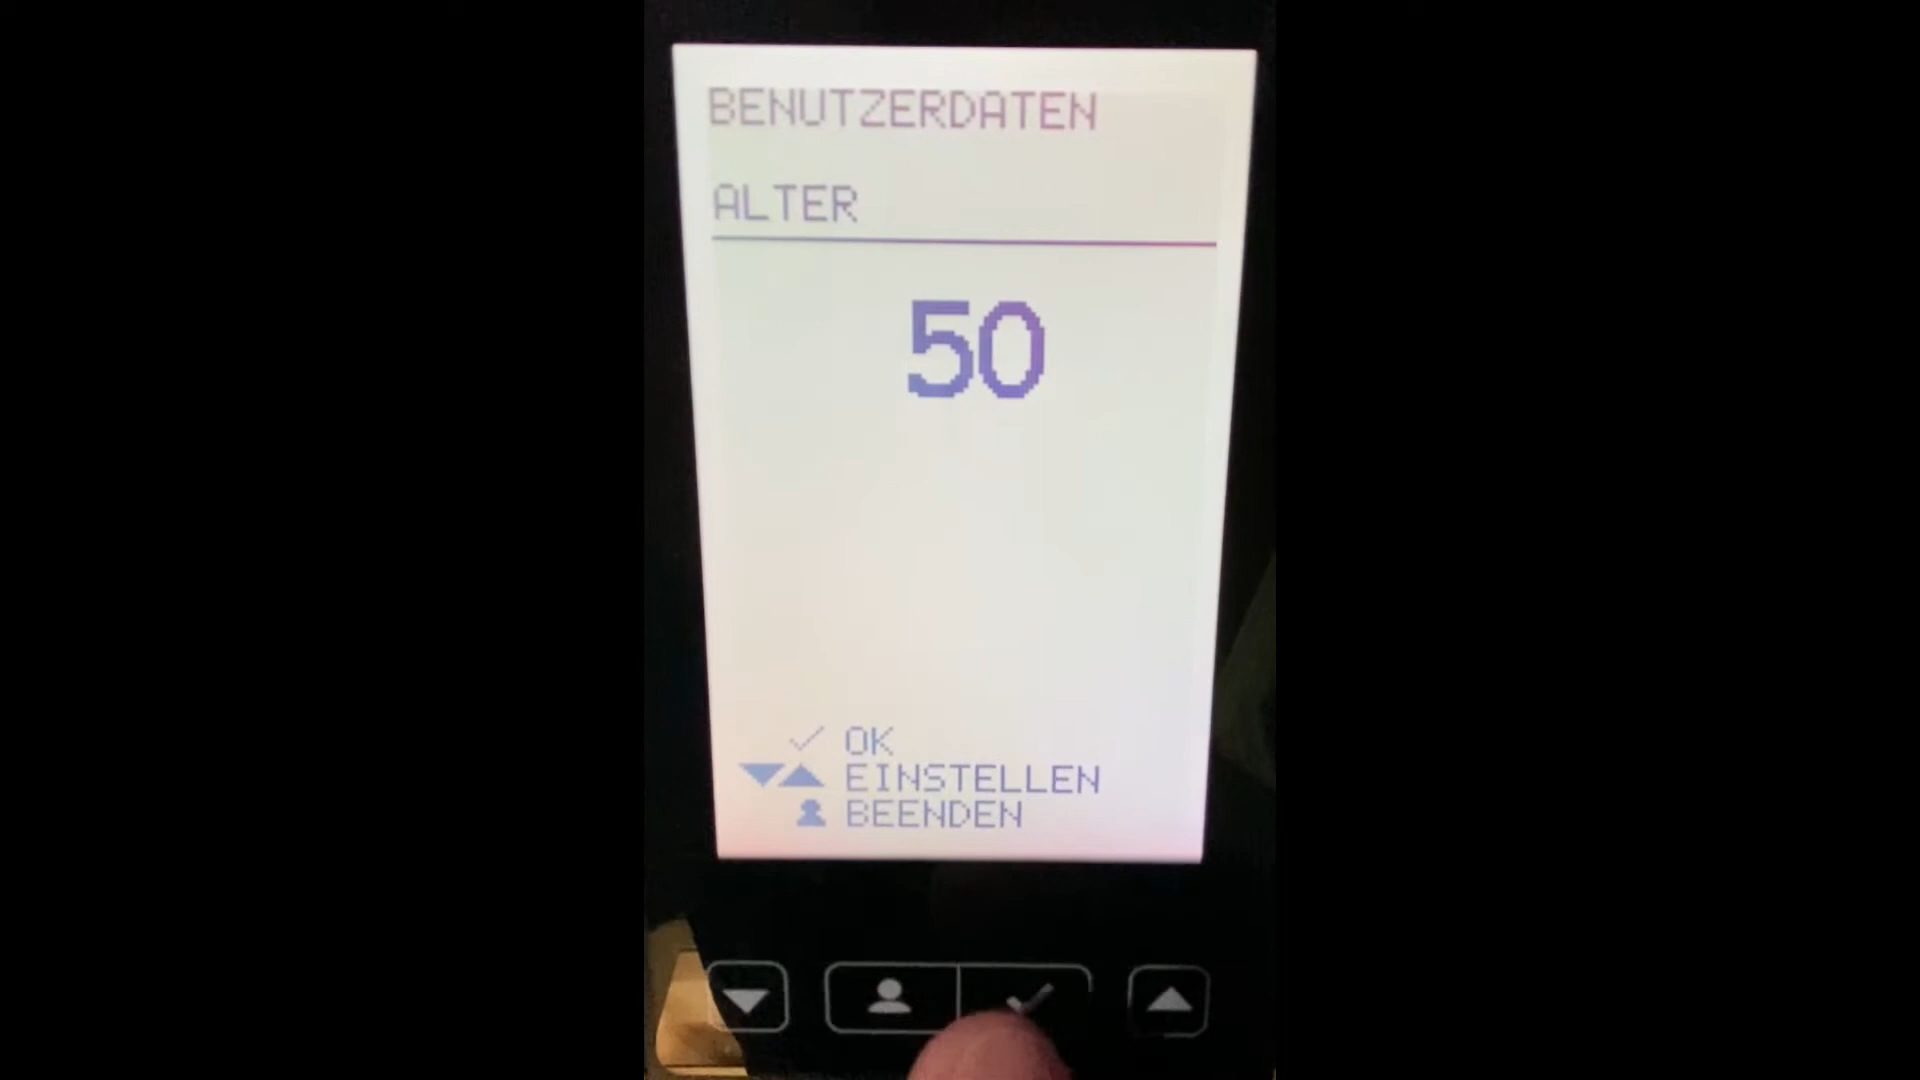 BENUTZERDATEN
ALTER
50
OK
EINSTELLEN
BEENDEN